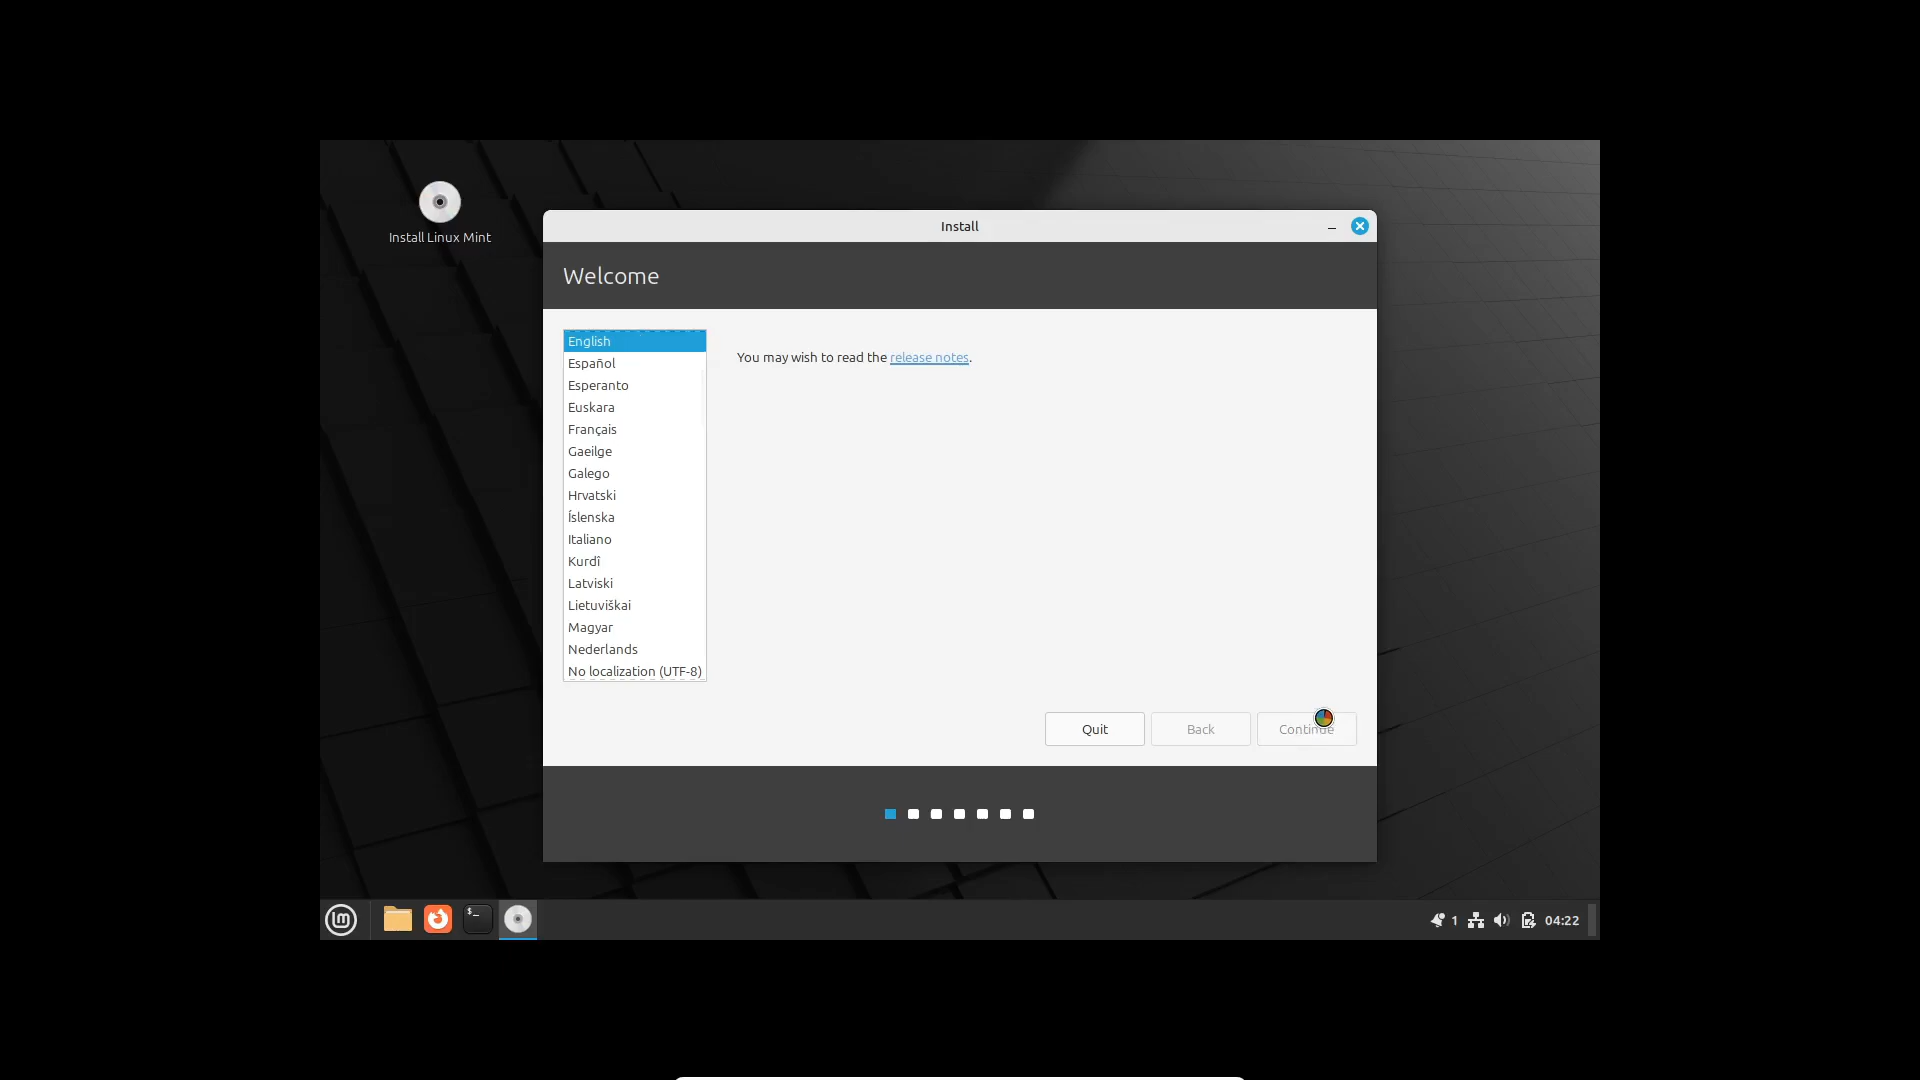 Install Linux Mint
Install
Welcome
English
Español
Esperanto
Euskara
Français
Gaeilge
Galego
Hrvatski
Íslenska
Italiano
Kurdî
Latviski
Lietuviškai
Magyar
Nederlands
No localization (UTF-8)
You may wish to read the release notes.
Quit
Back
Continue
lm
$_
1
04:22